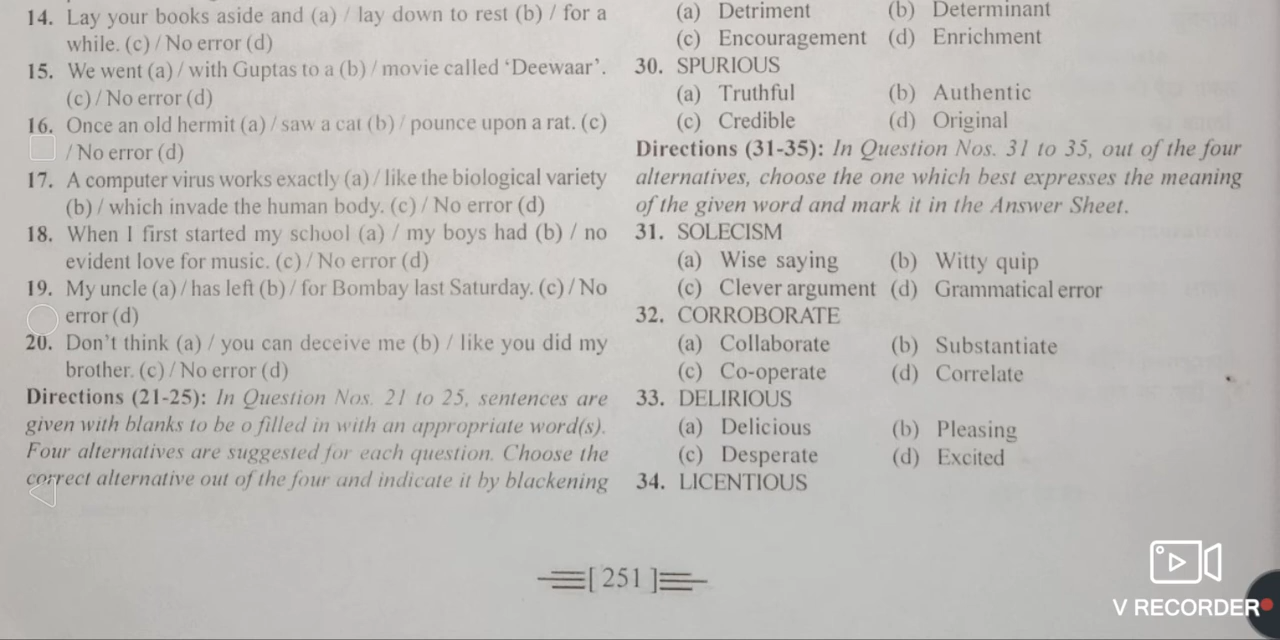 14. Lay your books aside and (a) / lay down to rest (b) / for a
while. (c) / No error (d)
15. We went (a) / with Guptas to a (b) / movie called ‘Deewaar’.
(c) / No error (d)
16. Once an old hermit (a) / saw a cat (b) / pounce upon a rat. (c)
/ No error (d)
17. A computer virus works exactly (a) / like the biological variety
(b) / which invade the human body. (c) / No error (d)
18. When I first started my school (a) / my boys had (b) / no
evident love for music. (c) / No error (d)
19. My uncle (a) / has left (b) / for Bombay last Saturday. (c) / No
error (d)
20. Don’t think (a) / you can deceive me (b) / like you did my
brother. (c) / No error (d)
Directions (21-25): In Question Nos. 21 to 25, sentences are
given with blanks to be o filled in with an appropriate word(s).
Four alternatives are suggested for each question. Choose the
correct alternative out of the four and indicate it by blackening
(a) Detriment (b) Determinant
(c) Encouragement (d) Enrichment
30. SPURIOUS
(a) Truthful (b) Authentic
(c) Credible (d) Original
Directions (31-35): In Question Nos. 31 to 35, out of the four
alternatives, choose the one which best expresses the meaning
of the given word and mark it in the Answer Sheet.
31. SOLECISM
(a) Wise saying (b) Witty quip
(c) Clever argument (d) Grammatical error
32. CORROBORATE
(a) Collaborate (b) Substantiate
(c) Co-operate (d) Correlate
33. DELIRIOUS
(a) Delicious (b) Pleasing
(c) Desperate (d) Excited
34. LICENTIOUS
[ 251 ]
V RECORDER